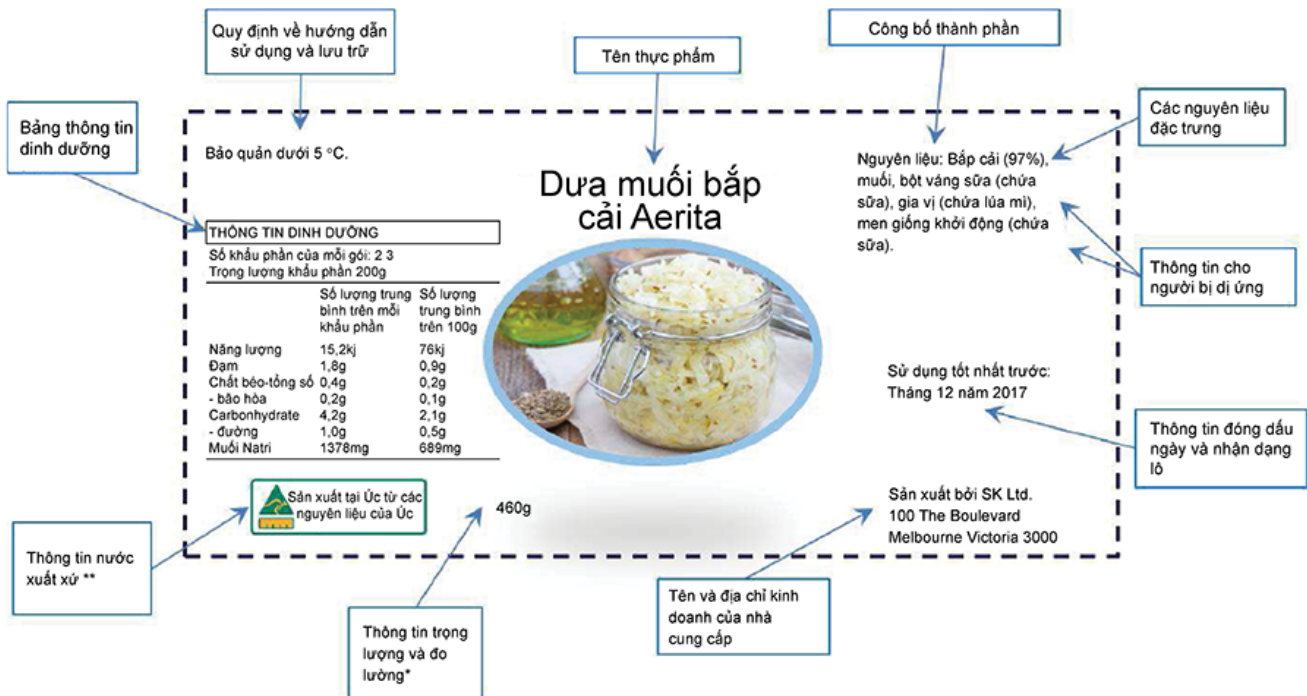 Quy định về hướng dẫn
sử dụng và lưu trữ
Tên thực phẩm
Công bố thành phần
Bảng thông tin
dinh dưỡng
Các nguyên liệu
đặc trưng
Bảo quản dưới 5 °C.
Dưa muối bắp
cải Aerita
Nguyên liệu: Bắp cải (97%),
muối, bột váng sữa (chứa
sữa), gia vị (chứa lúa mì),
men giống khởi động (chứa
sữa).
THÔNG TIN DINH DƯỠNG
Số khẩu phần của mỗi gói: 2 3
Trọng lượng khẩu phần 200g
Số lượng trung
bình trên mỗi
khẩu phần
Số lượng
trung bình
trên 100g
Năng lượng 15,2kj 76kj
Đạm 1,8g 0,9g
Chất béo-tổng số 0,4g 0,2g
- bão hòa 0,2g 0,1g
Carbonhydrate 4,2g 2,1g
- đường 1,0g 0,5g
Muối Natri 1378mg 689mg
Thông tin cho
người bị dị ứng
Sử dụng tốt nhất trước:
Tháng 12 năm 2017
Thông tin đóng dấu
ngày và nhận dạng
lô
Sản xuất tại Úc từ các
nguyên liệu của Úc
460g
Sản xuất bởi SK Ltd.
100 The Boulevard
Melbourne Victoria 3000
Thông tin nước
xuất xứ **
Thông tin trọng
lượng và đo
lường*
Tên và địa chỉ kinh
doanh của nhà
cung cấp